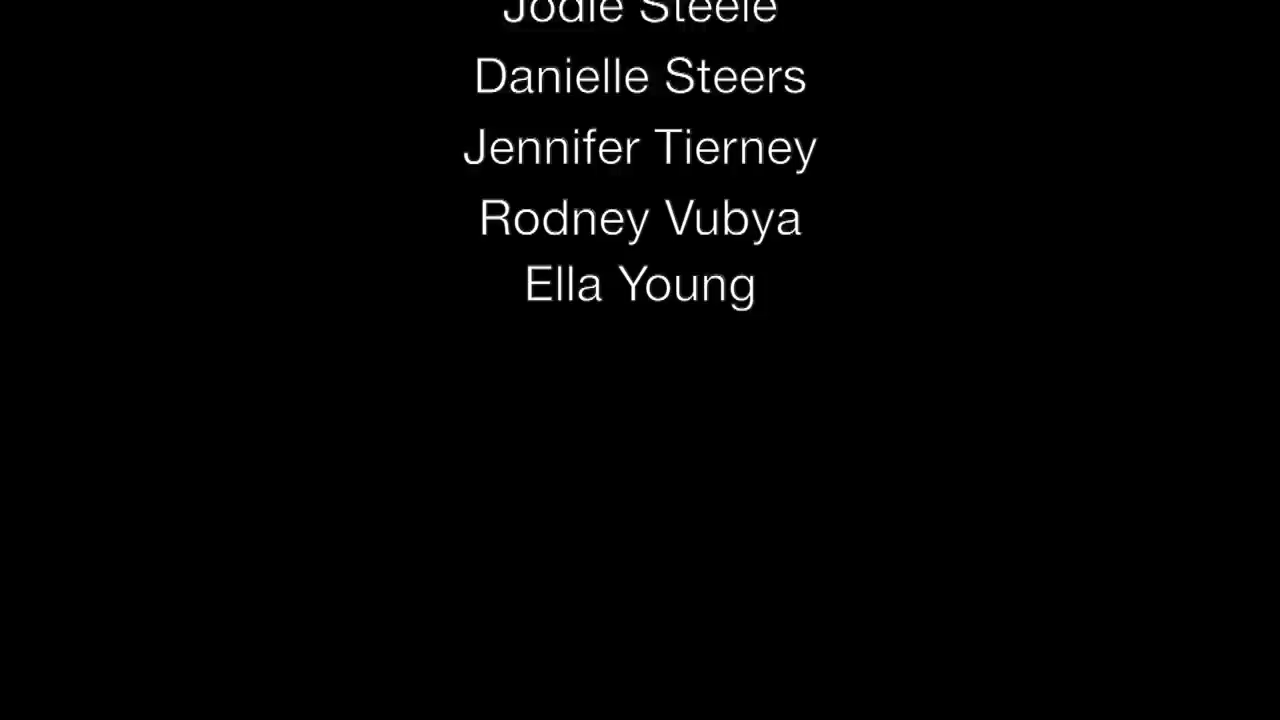 Jodie Steele
Danielle Steers
Jennifer Tierney
Rodney Vubya
Ella Young